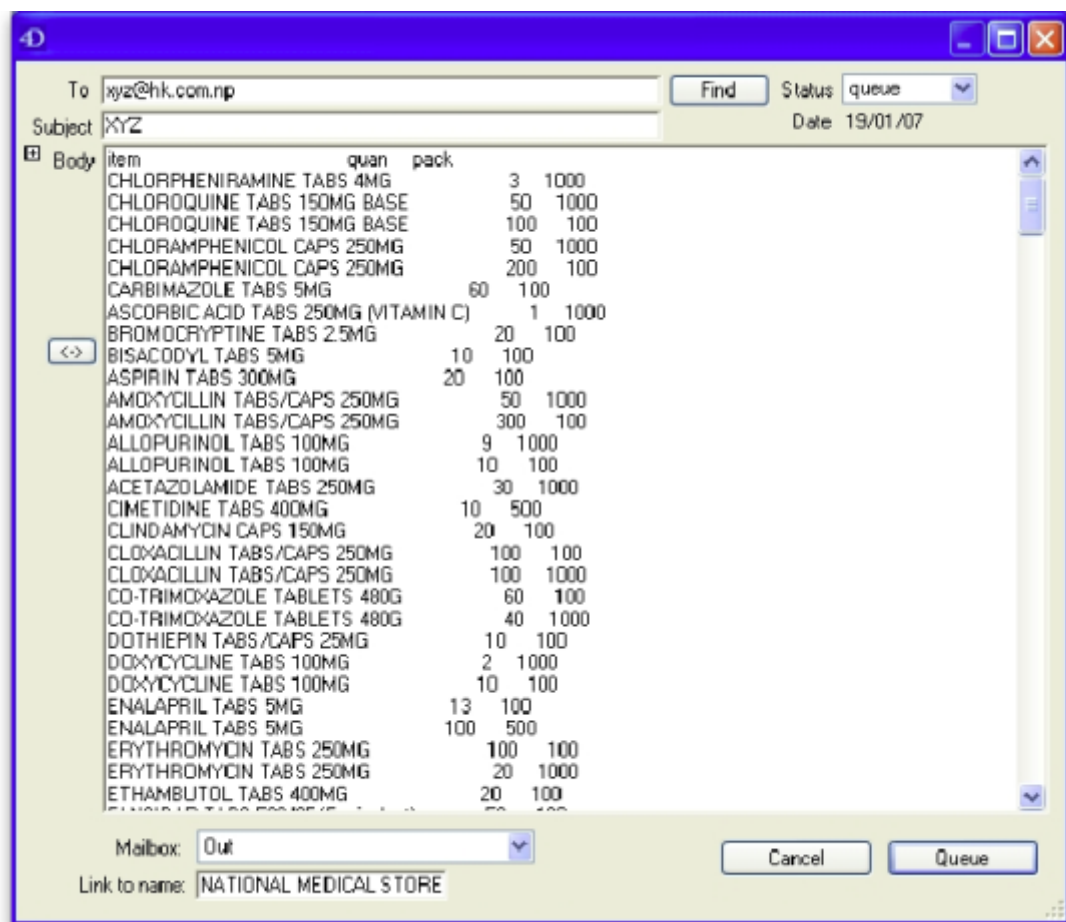 4D
To xyz@hk.com.np Find Status queue
Subject XYZ Date 19/01/07
Body item quan pack
CHLORPHENIRAMINE TABS 4MG 3 1000
CHLOROQUINE TABS 150MG BASE 50 1000
CHLOROQUINE TABS 150MG BASE 100 100
CHLORAMPHENICOL CAPS 250MG 50 1000
CHLORAMPHENICOL CAPS 250MG 200 100
CARBIMAZOLE TABS 5MG 60 100
ASCORBIC ACID TABS 250MG (VITAMIN C) 1 1000
BROMOCRYPTINE TABS 2.5MG 20 100
<-> BISACODYL TABS 5MG 10 100
ASPIRIN TABS 300MG 20 100
AMOXYCILLIN TABS/CAPS 250MG 50 1000
AMOXYCILLIN TABS/CAPS 250MG 300 100
ALLOPURINOL TABS 100MG 9 1000
ALLOPURINOL TABS 100MG 10 100
ACETAZOLAMIDE TABS 250MG 30 1000
CIMETIDINE TABS 400MG 10 500
CLINDAMYCIN CAPS 150MG 20 100
CLOXACILLIN TABS/CAPS 250MG 100 100
CLOXACILLIN TABS/CAPS 250MG 100 1000
CO-TRIMOXAZOLE TABLETS 480G 60 100
CO-TRIMOXAZOLE TABLETS 480G 40 1000
DOTHIEPIN TABS/CAPS 25MG 10 100
DOXYCYCLINE TABS 100MG 2 1000
DOXYCYCLINE TABS 100MG 10 100
ENALAPRIL TABS 5MG 13 100
ENALAPRIL TABS 5MG 100 500
ERYTHROMYCIN TABS 250MG 100 100
ERYTHROMYCIN TABS 250MG 20 1000
ETHAMBUTOL TABS 400MG 20 100
Mailbox: Out Cancel Queue
Link to name: NATIONAL MEDICAL STORE